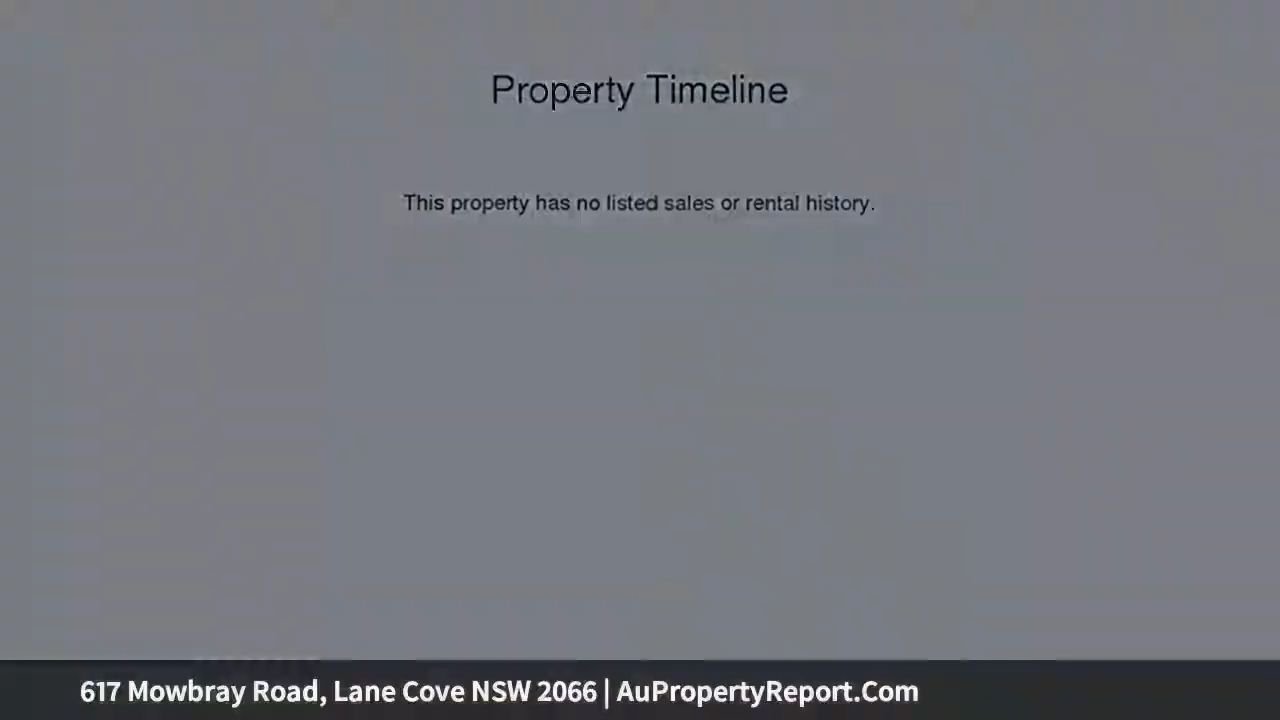 Property Timeline
This property has no listed sales or rental history.
617 Mowbray Road, Lane Cove NSW 2066 | AuPropertyReport.Com